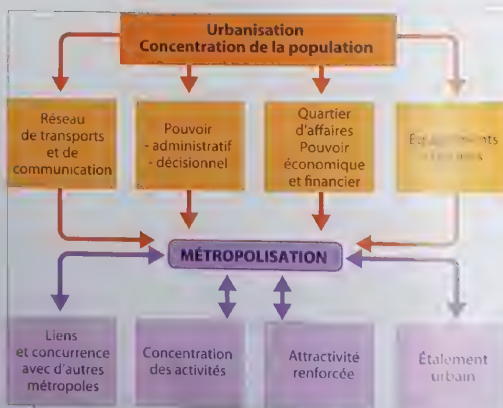 Urbanisation
Concentration de la population
Réseau
de transports
et de
communication
Pouvoir
- administratif
- décisionnel
Quartier
d'affaires
Pouvoir
économique
et financier
MÉTROPOLISATION
Liens
et concurrence
avec d'autres
métropoles
Concentration
des activités
Attractivité
renforcée
Étalement
urbain